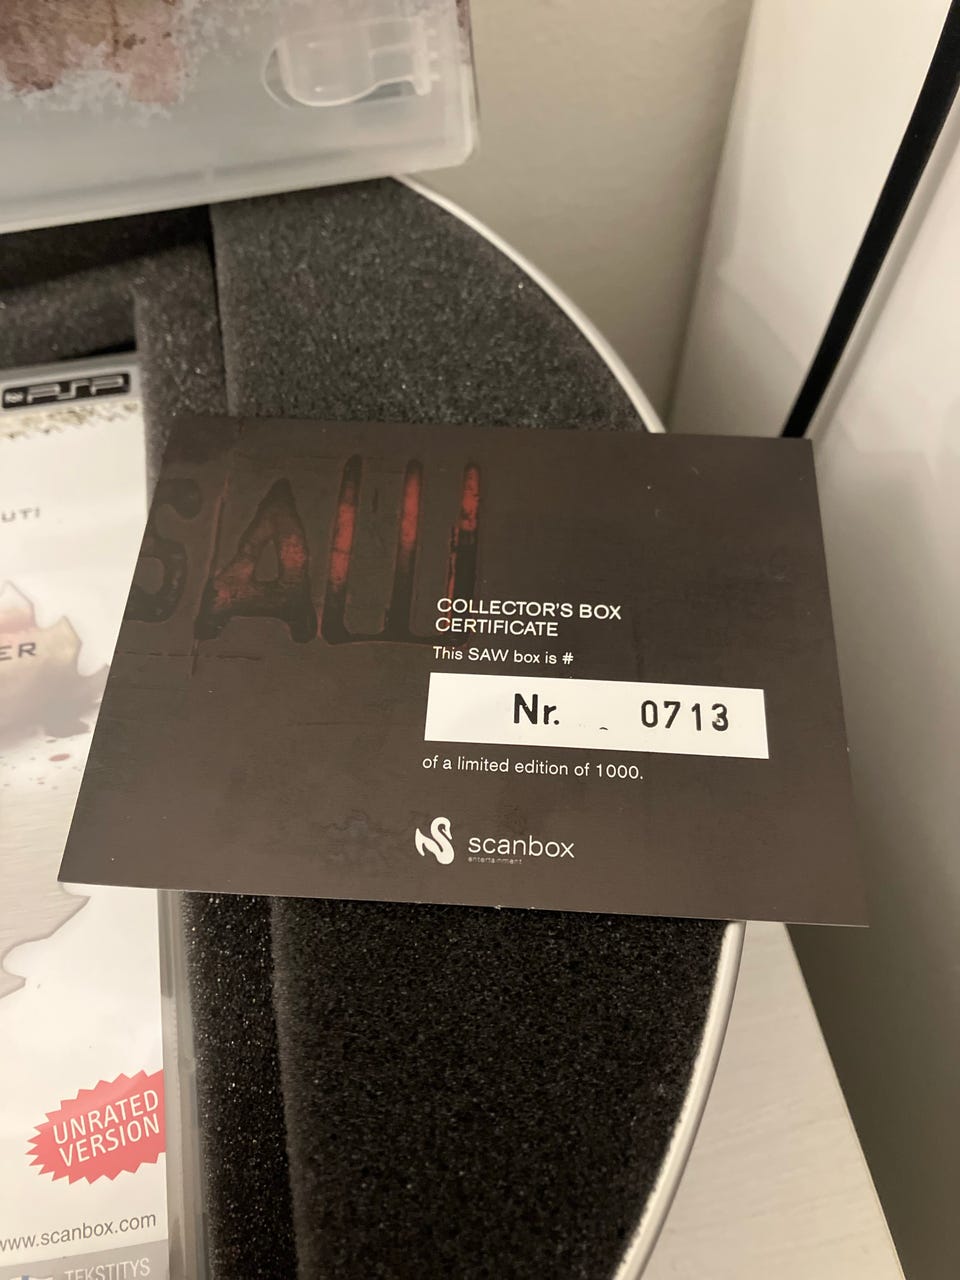 PSP
UTI
ER
SAW
COLLECTOR'S BOX
CERTIFICATE
This SAW box is #
Nr. 0713
of a limited edition of 1000.
scanbox
entertainment
UNRATED
VERSION
www.scanbox.com
TEKSTITYS